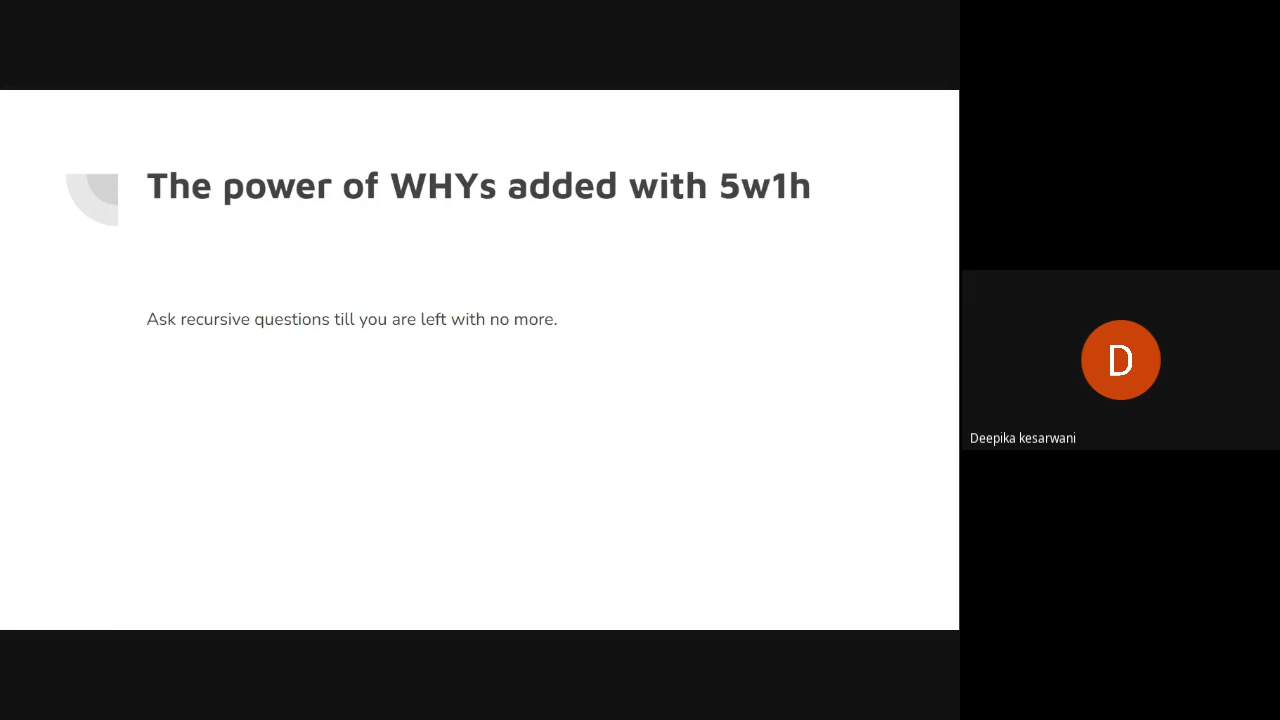 The power of WHYs added with 5w1h
Ask recursive questions till you are left with no more.
D
Deepika kesarwani